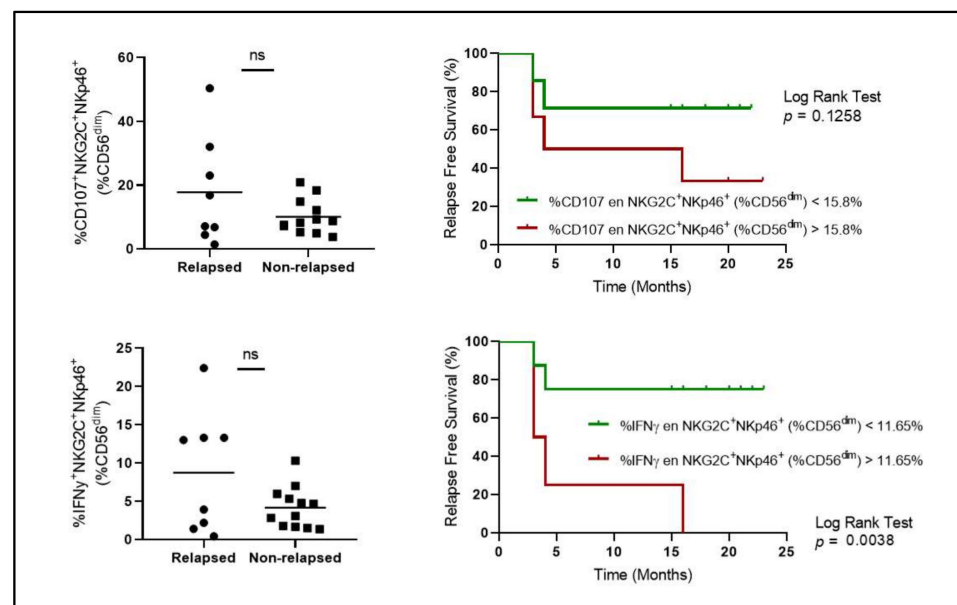 %CD107⁺NKG2C⁺NKp46⁺
(%CD56ᵈⁱᵐ)
60
40
20
0
ns
Relapsed Non-relapsed
Relapse Free Survival (%)
100
80
60
40
20
0
Log Rank Test
p = 0.1258
%CD107 en NKG2C⁺NKp46⁺ (%CD56ᵈⁱᵐ) < 15.8%
%CD107 en NKG2C⁺NKp46⁺ (%CD56ᵈⁱᵐ) > 15.8%
0 5 10 15 20 25
Time (Months)
%IFNγ⁺NKG2C⁺NKp46⁺
(%CD56ᵈⁱᵐ)
25
20
15
10
5
0
ns
Relapsed Non-relapsed
Relapse Free Survival (%)
100
80
60
40
20
0
%IFNγ en NKG2C⁺NKp46⁺ (%CD56ᵈⁱᵐ) < 11.65%
%IFNγ en NKG2C⁺NKp46⁺ (%CD56ᵈⁱᵐ) > 11.65%
Log Rank Test
p = 0.0038
0 5 10 15 20 25
Time (Months)